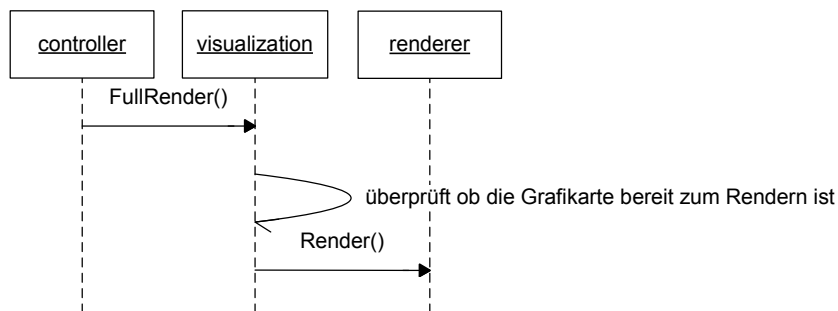 controller
visualization
renderer
FullRender()
überprüft ob die Grafikarte bereit zum Rendern ist
Render()